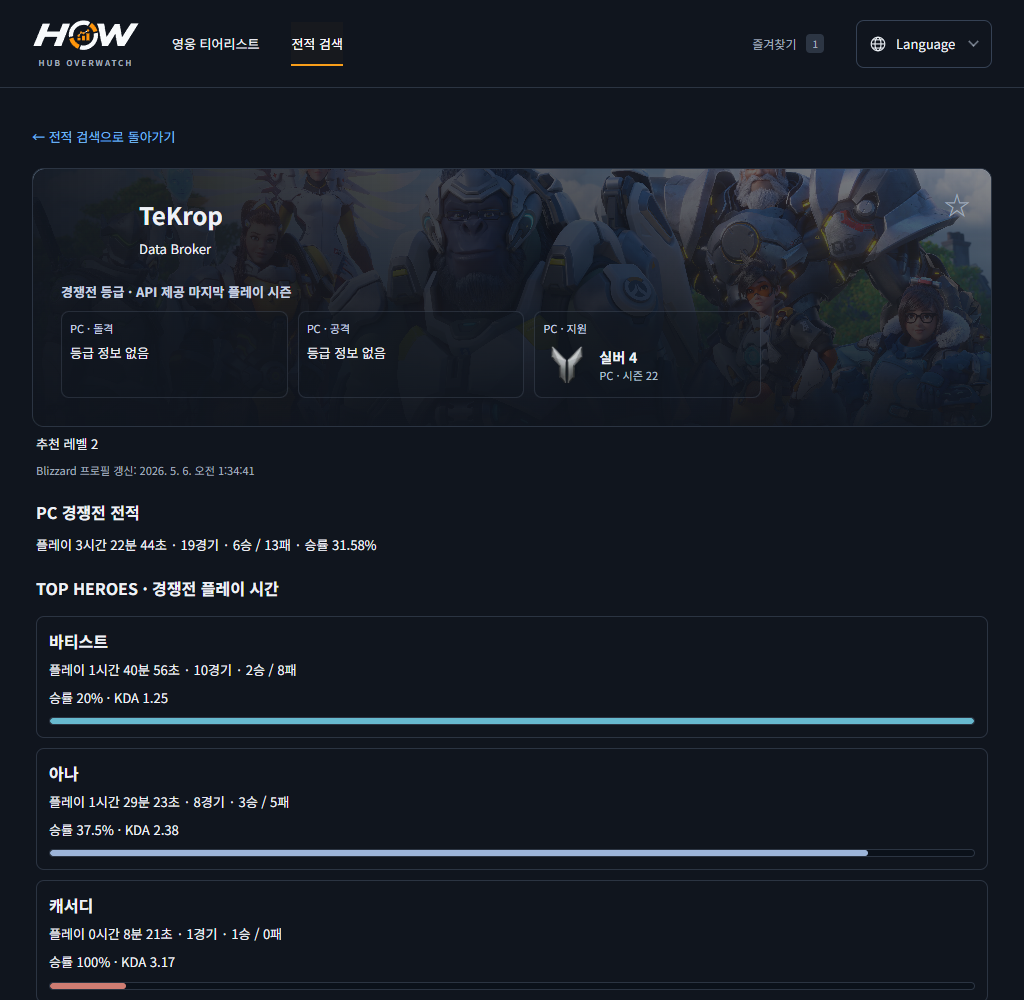 HOW
HUB OVERWATCH
영웅 티어리스트
전적 검색
즐겨찾기 1
Language
← 전적 검색으로 돌아가기
TeKrop
Data Broker
경쟁전 등급 · API 제공 마지막 플레이 시즌
PC · 돌격
등급 정보 없음
PC · 공격
등급 정보 없음
PC · 지원
실버 4
PC · 시즌 22
추천 레벨 2
Blizzard 프로필 갱신: 2026. 5. 6. 오전 1:34:41
PC 경쟁전 전적
플레이 3시간 22분 44초 · 19경기 · 6승 / 13패 · 승률 31.58%
TOP HEROES · 경쟁전 플레이 시간
바티스트
플레이 1시간 40분 56초 · 10경기 · 2승 / 8패
승률 20% · KDA 1.25
아나
플레이 1시간 29분 23초 · 8경기 · 3승 / 5패
승률 37.5% · KDA 2.38
캐서디
플레이 0시간 8분 21초 · 1경기 · 1승 / 0패
승률 100% · KDA 3.17